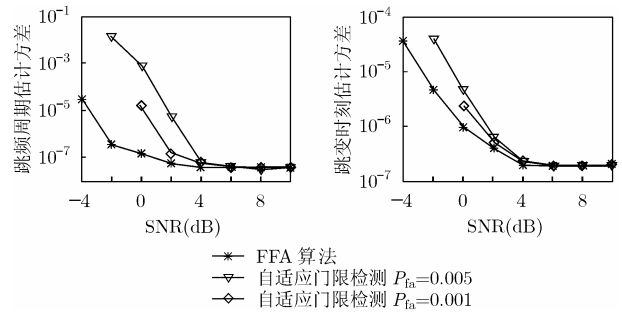 10−1 10−4
10−3
10−5
10−5
10−6
10−7
10−7
跳频周期估计方差
跳变时刻估计方差
−4 0 4 8 −4 0 4 8
SNR(dB) SNR(dB)
FFA 算法
自适应门限检测 Pfa=0.005
自适应门限检测 Pfa=0.001